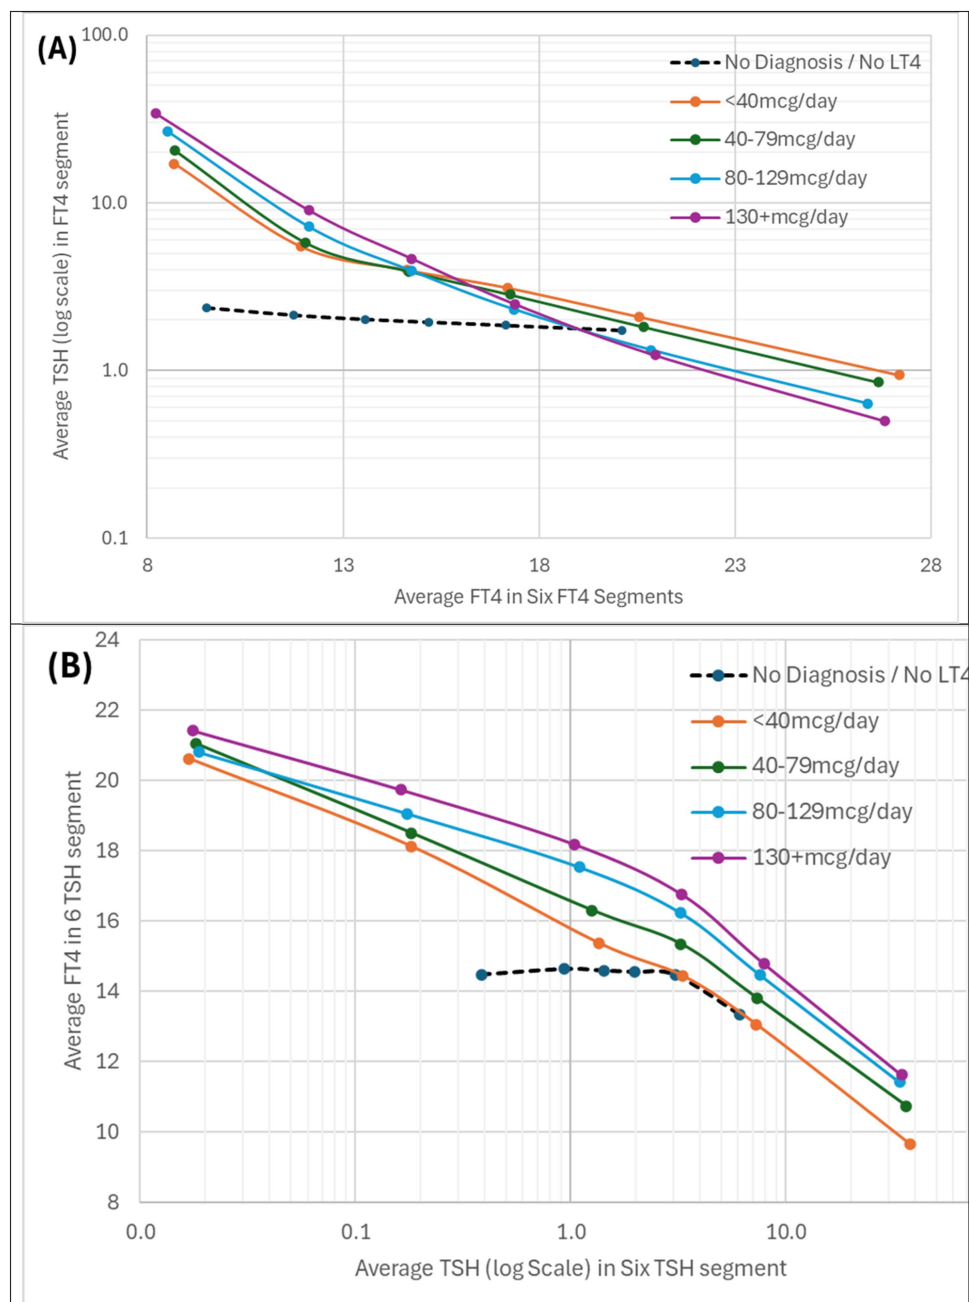 (A)
100.0
10.0
1.0
0.1
Average TSH (log scale) in FT4 segment
No Diagnosis / No LT4
<40mcg/day
40-79mcg/day
80-129mcg/day
130+mcg/day
8 13 18 23 28
Average FT4 in Six FT4 Segments
(B)
24
22
20
18
16
14
12
10
8
Average FT4 in 6 TSH segment
No Diagnosis / No LT4
<40mcg/day
40-79mcg/day
80-129mcg/day
130+mcg/day
0.0 0.1 1.0 10.0
Average TSH (log Scale) in Six TSH segment